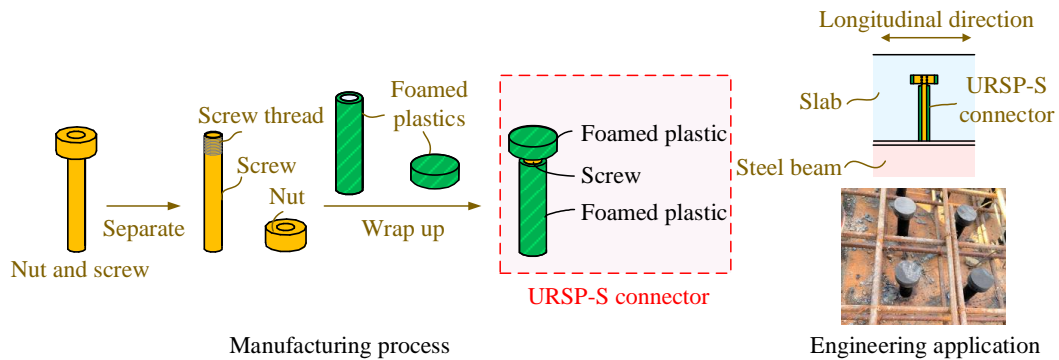 Nut and screw
Separate
Screw thread
Screw
Nut
Foamed
plastics
Wrap up
Foamed plastic
Screw
Foamed plastic
URSP-S connector
Manufacturing process
Longitudinal direction
Slab
URSP-S
connector
Steel beam
Engineering application